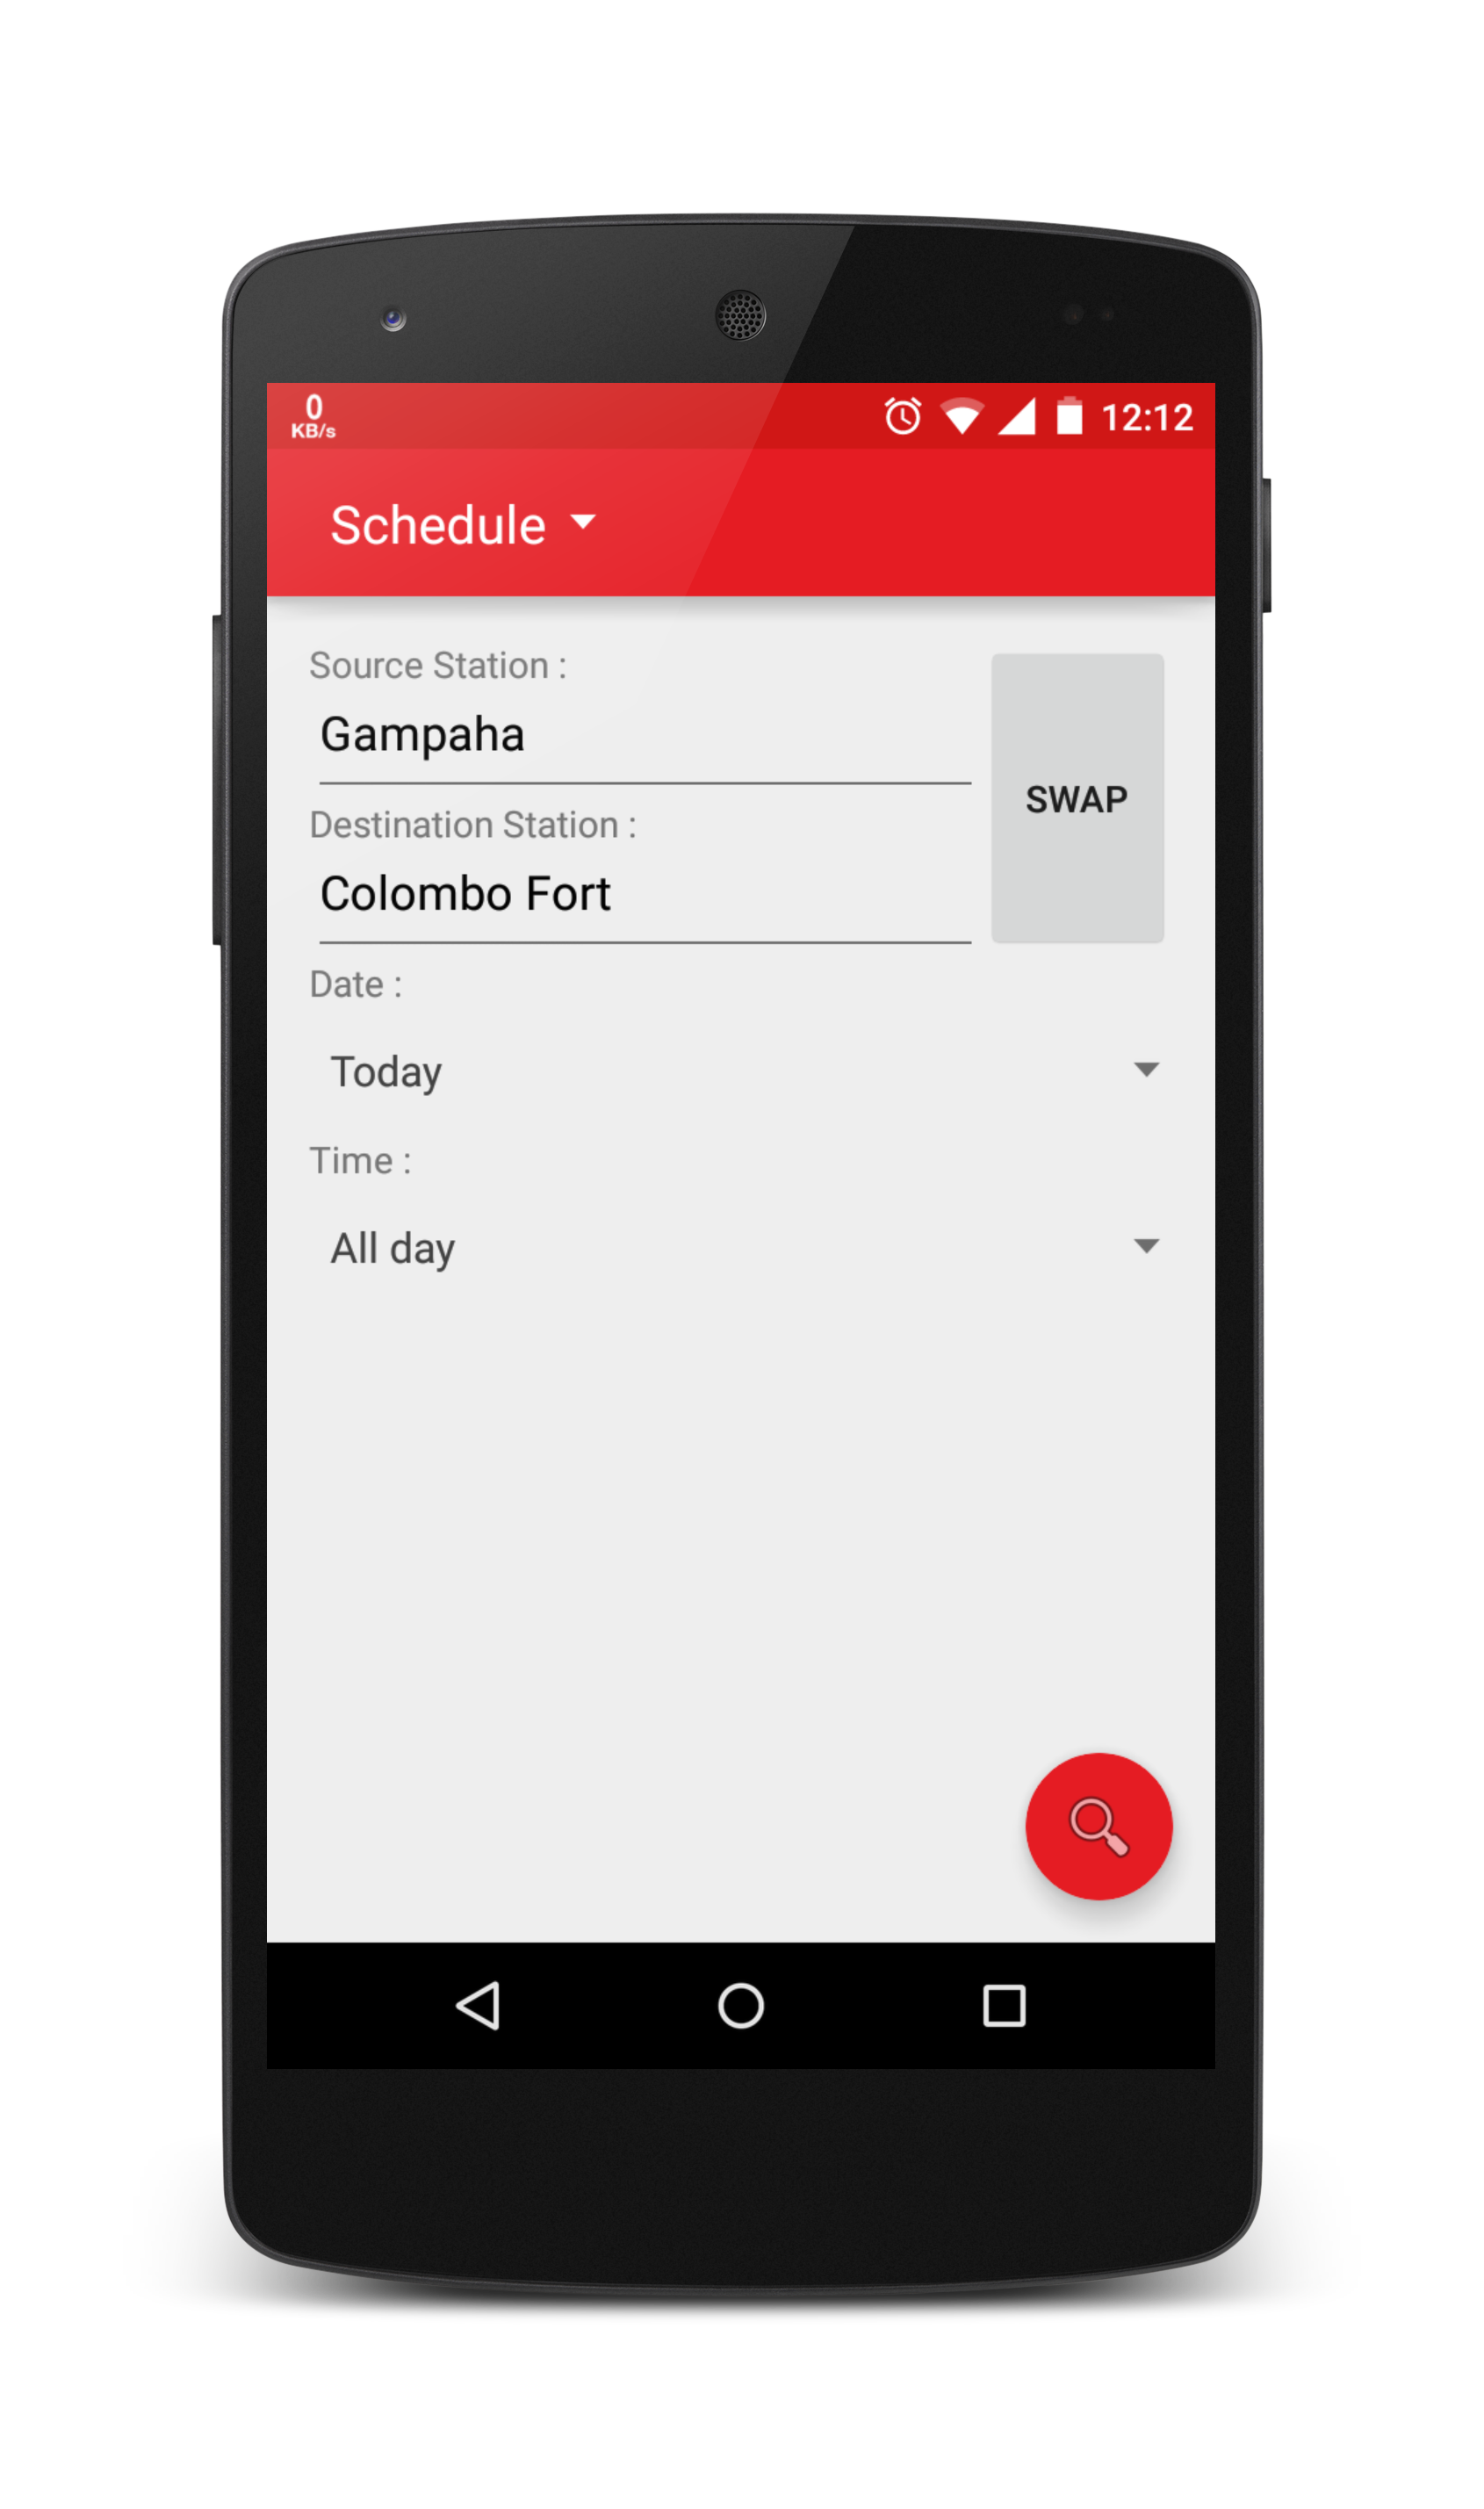 0
KB/s
12:12
Schedule
Source Station :
Gampaha
SWAP
Destination Station :
Colombo Fort
Date :
Today
Time :
All day